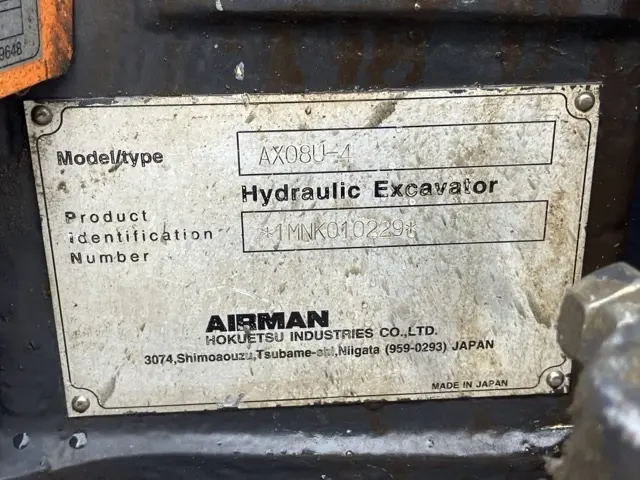 9648
Model/type
AX08U-4
Hydraulic Excavator
Product
identification
Number
*1MNK010229*
AIRMAN
HOKUETSU INDUSTRIES CO.,LTD.
3074,Shimoaouzu,Tsubame-shi,Niigata (959-0293) JAPAN
MADE IN JAPAN